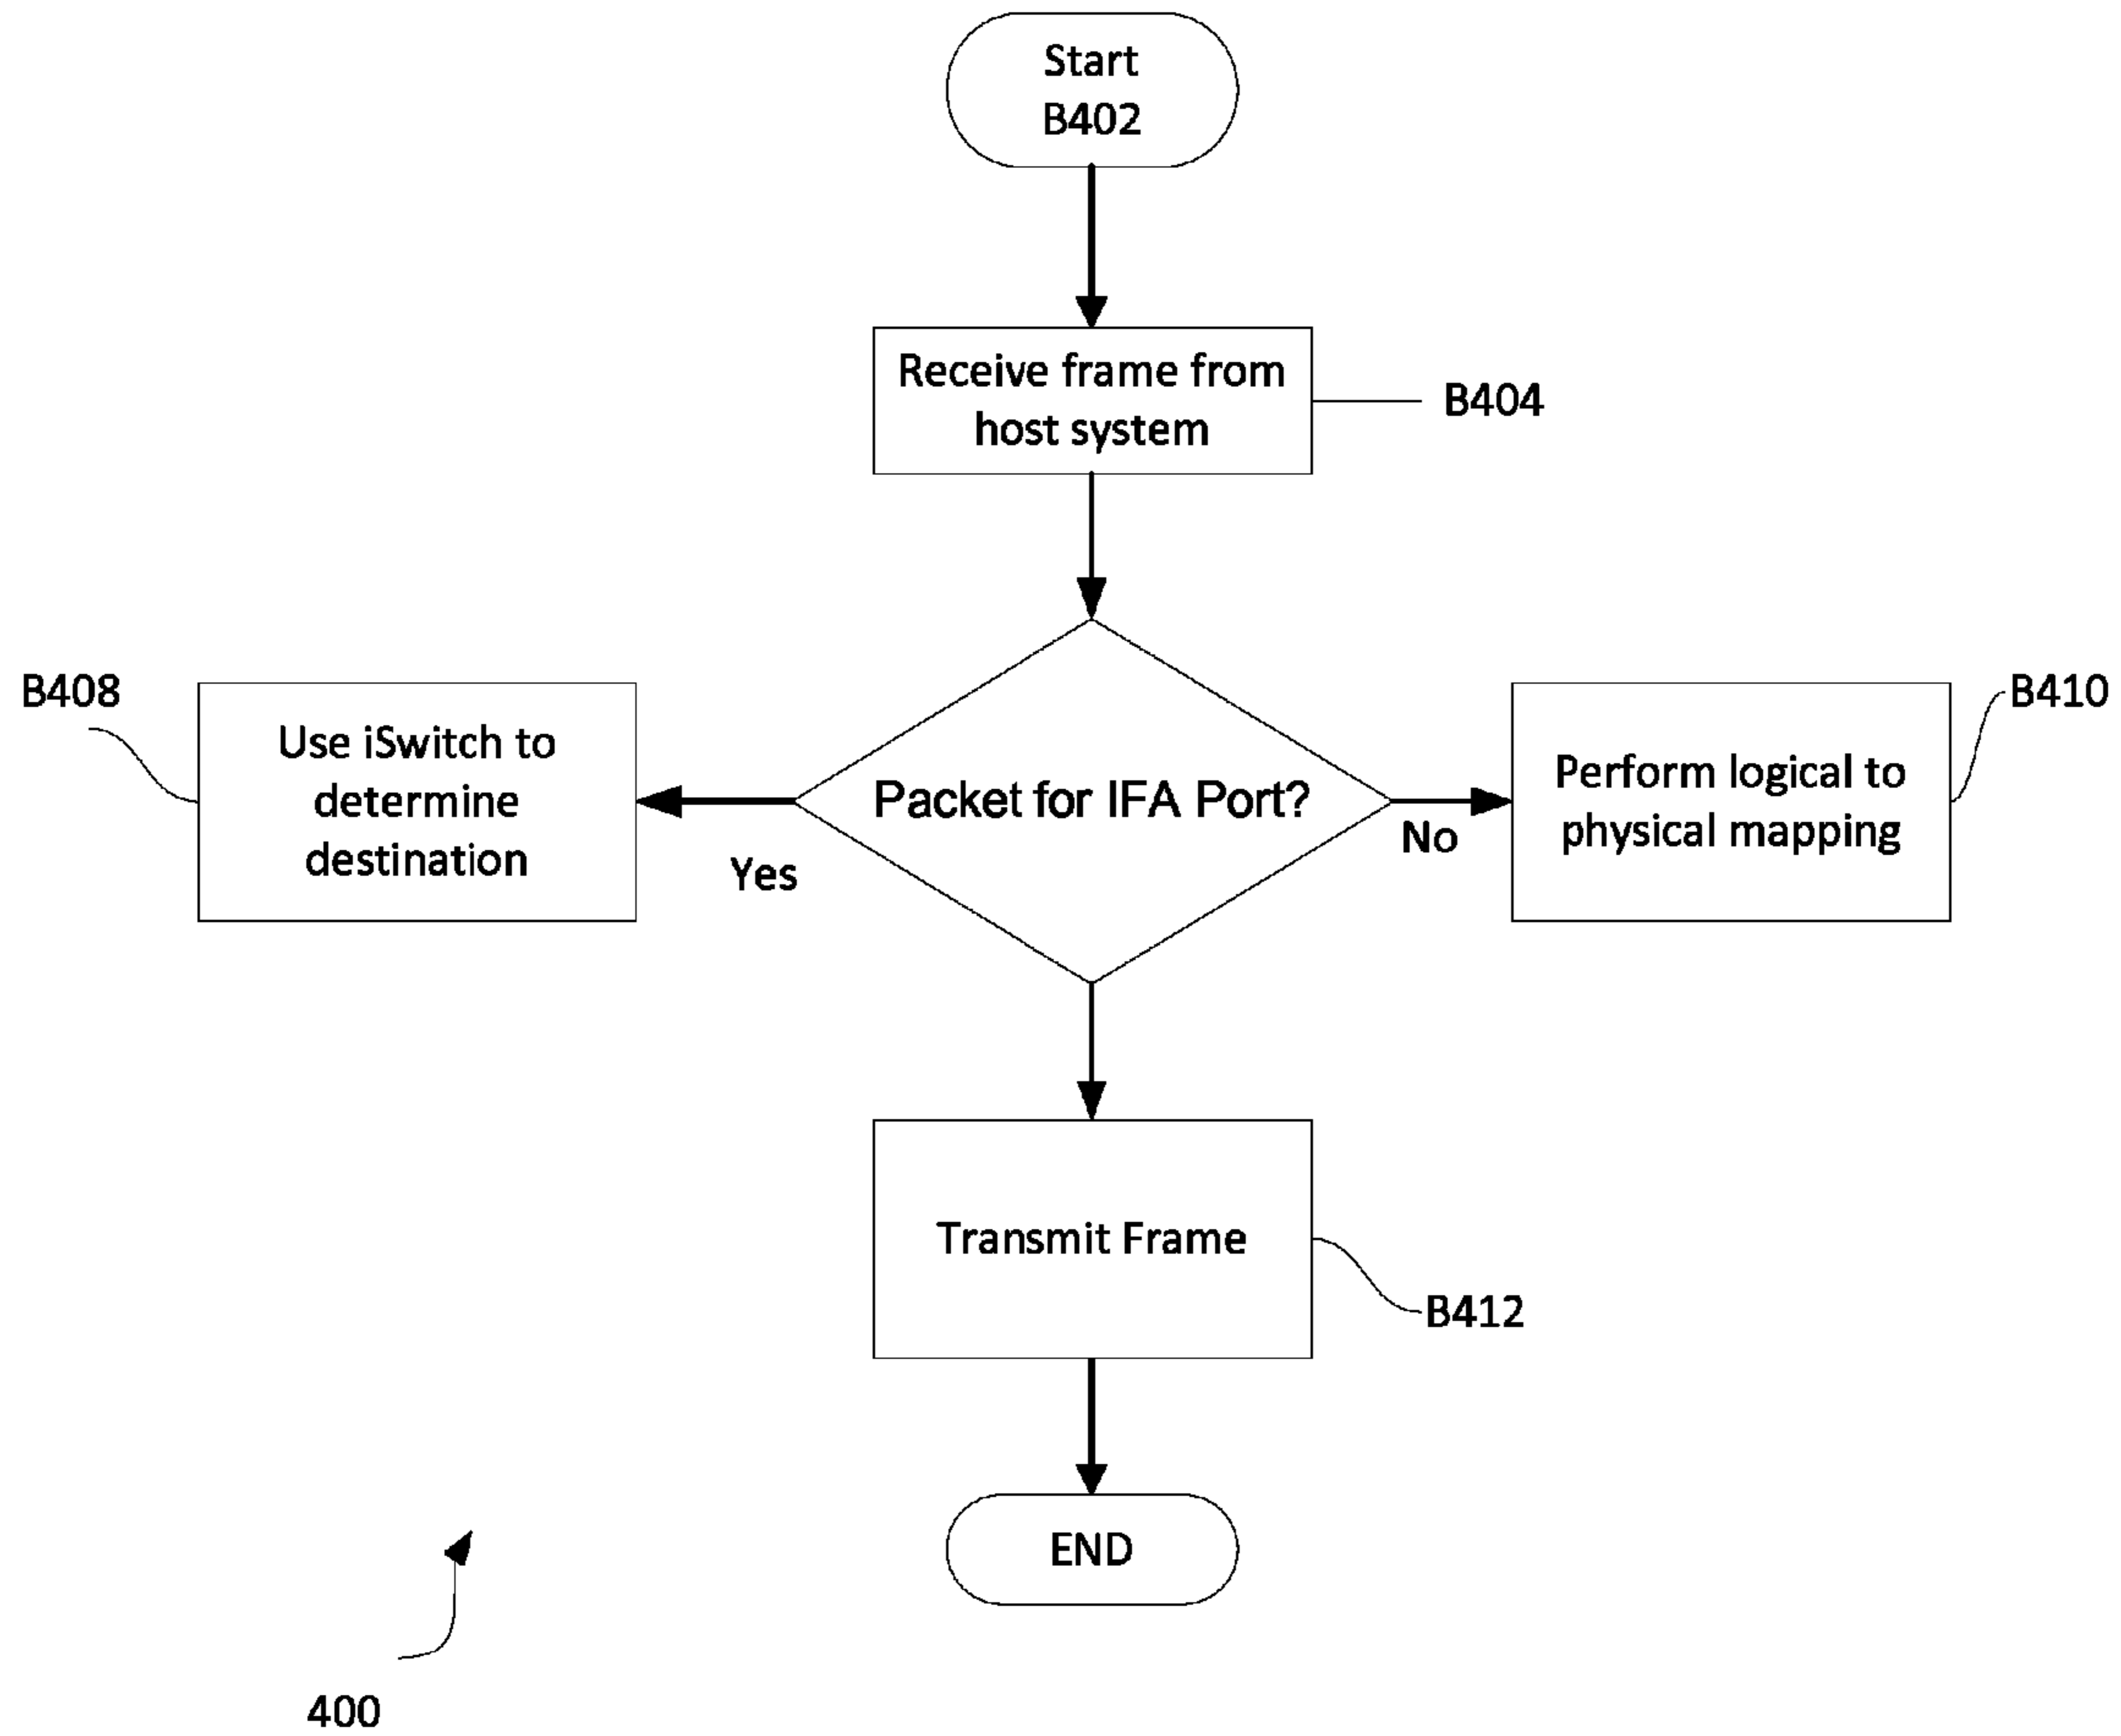 Start
B402
Receive frame from
host system
B404
B408
Use iSwitch to
determine
destination
Yes
Packet for IFA Port?
No
Perform logical to
physical mapping
B410
Transmit Frame
B412
END
400